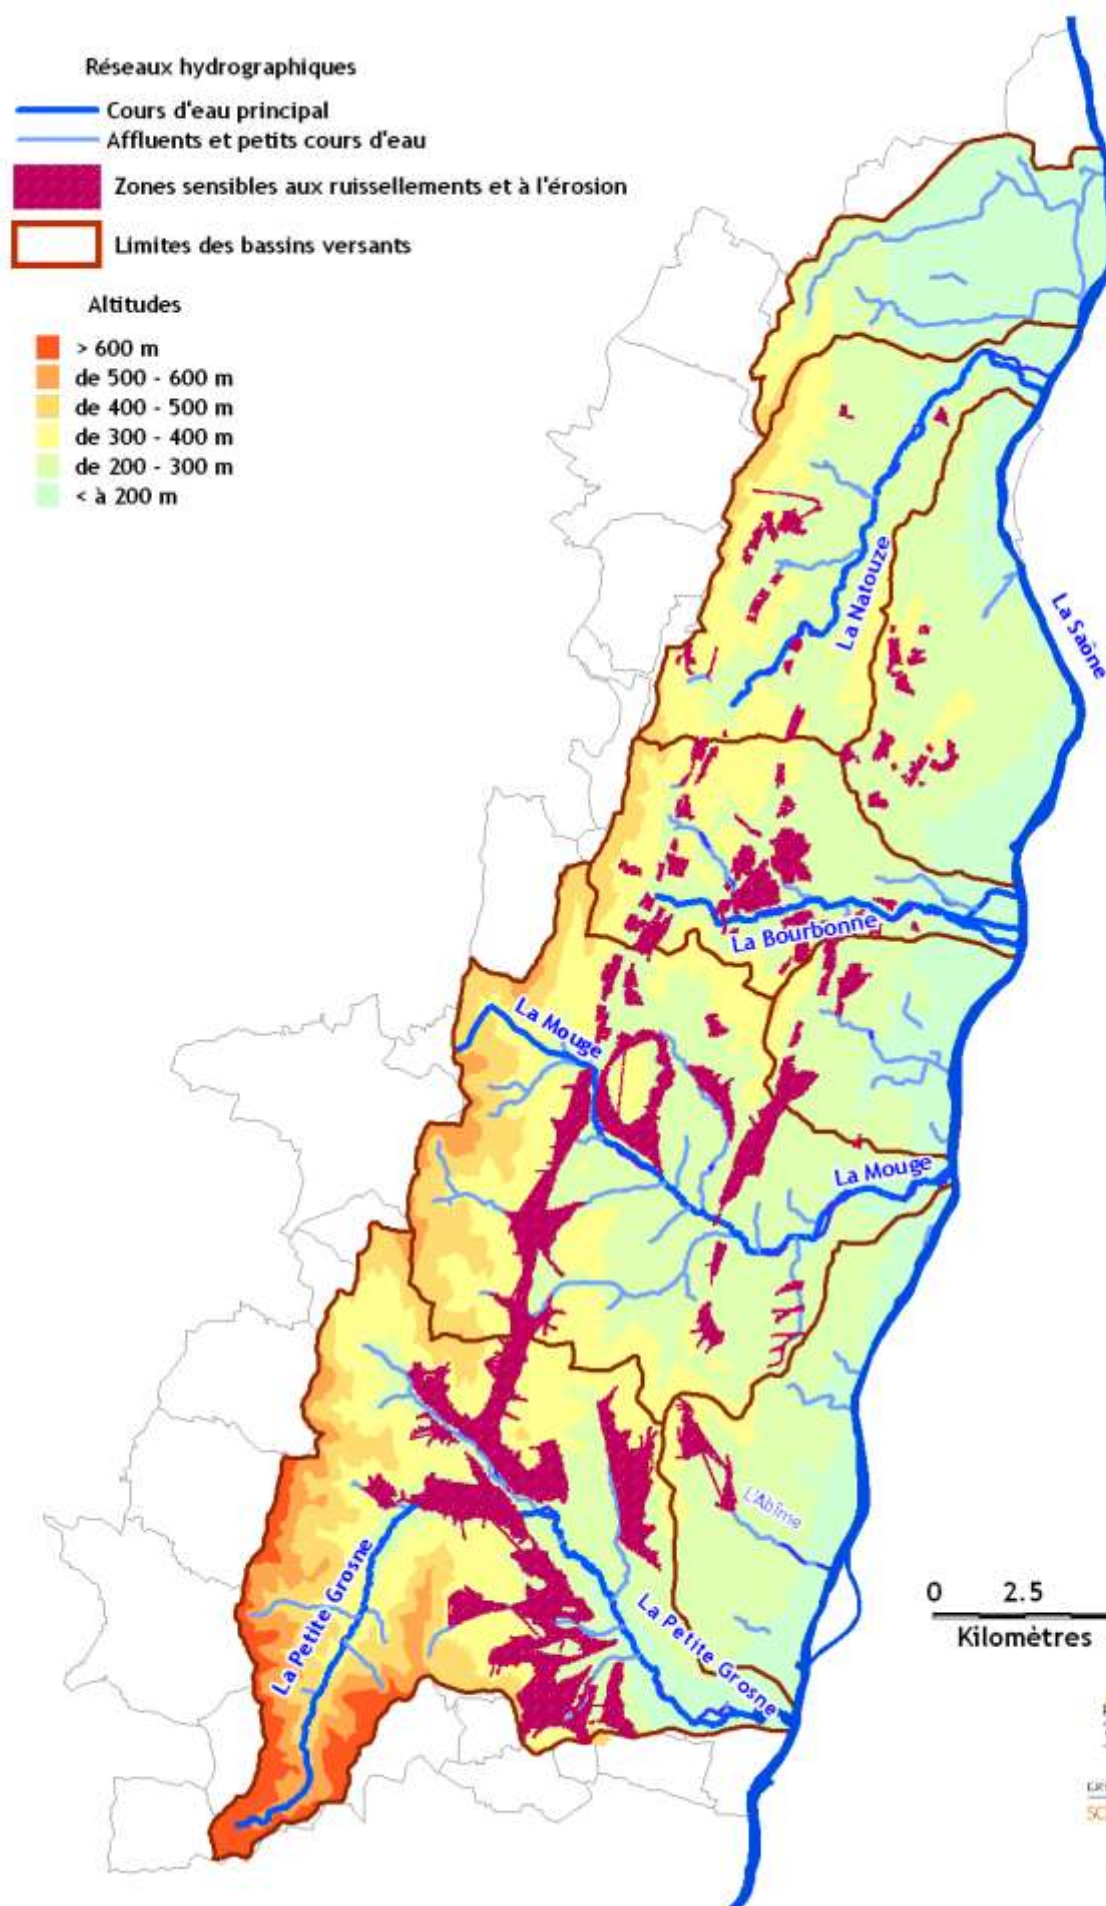 Réseaux hydrographiques
Cours d'eau principal
Affluents et petits cours d'eau
Zones sensibles aux ruissellements et à l'érosion
Limites des bassins versants
Altitudes
> 600 m
de 500 - 600 m
de 400 - 500 m
de 300 - 400 m
de 200 - 300 m
< à 200 m
La Natouze
La Saône
La Bourbonne
La Mouge
La Mouge
L'Abîme
La Petite Grosne
La Petite Grosne
0 2.5
Kilomètres